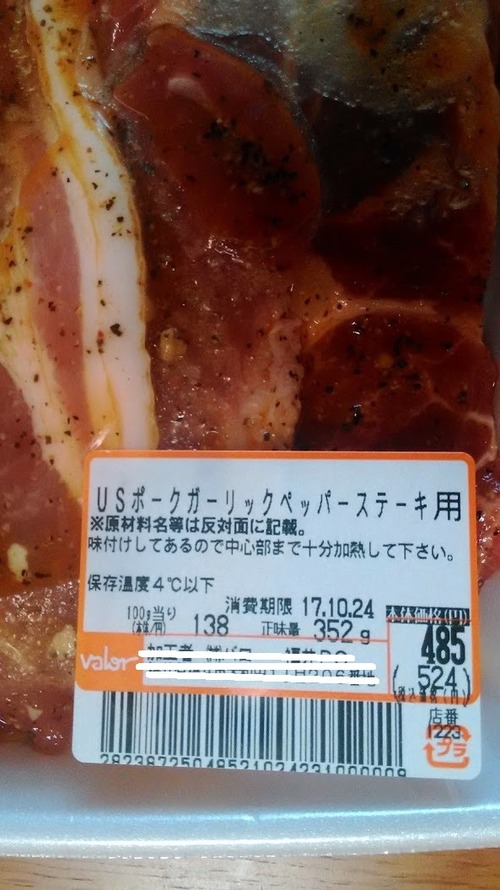 USポークガーリックペッパーステーキ用
※原材料名等は反対面に記載。
味付けしてあるので中心部まで十分加熱して下さい。
保存温度4℃以下
消費期限 17.10.24
100g当り
(本体/円) 138 正味量 352g
本体価格(円)
485
(524)
(税込価格(円))
valor
店番
1223
プラ